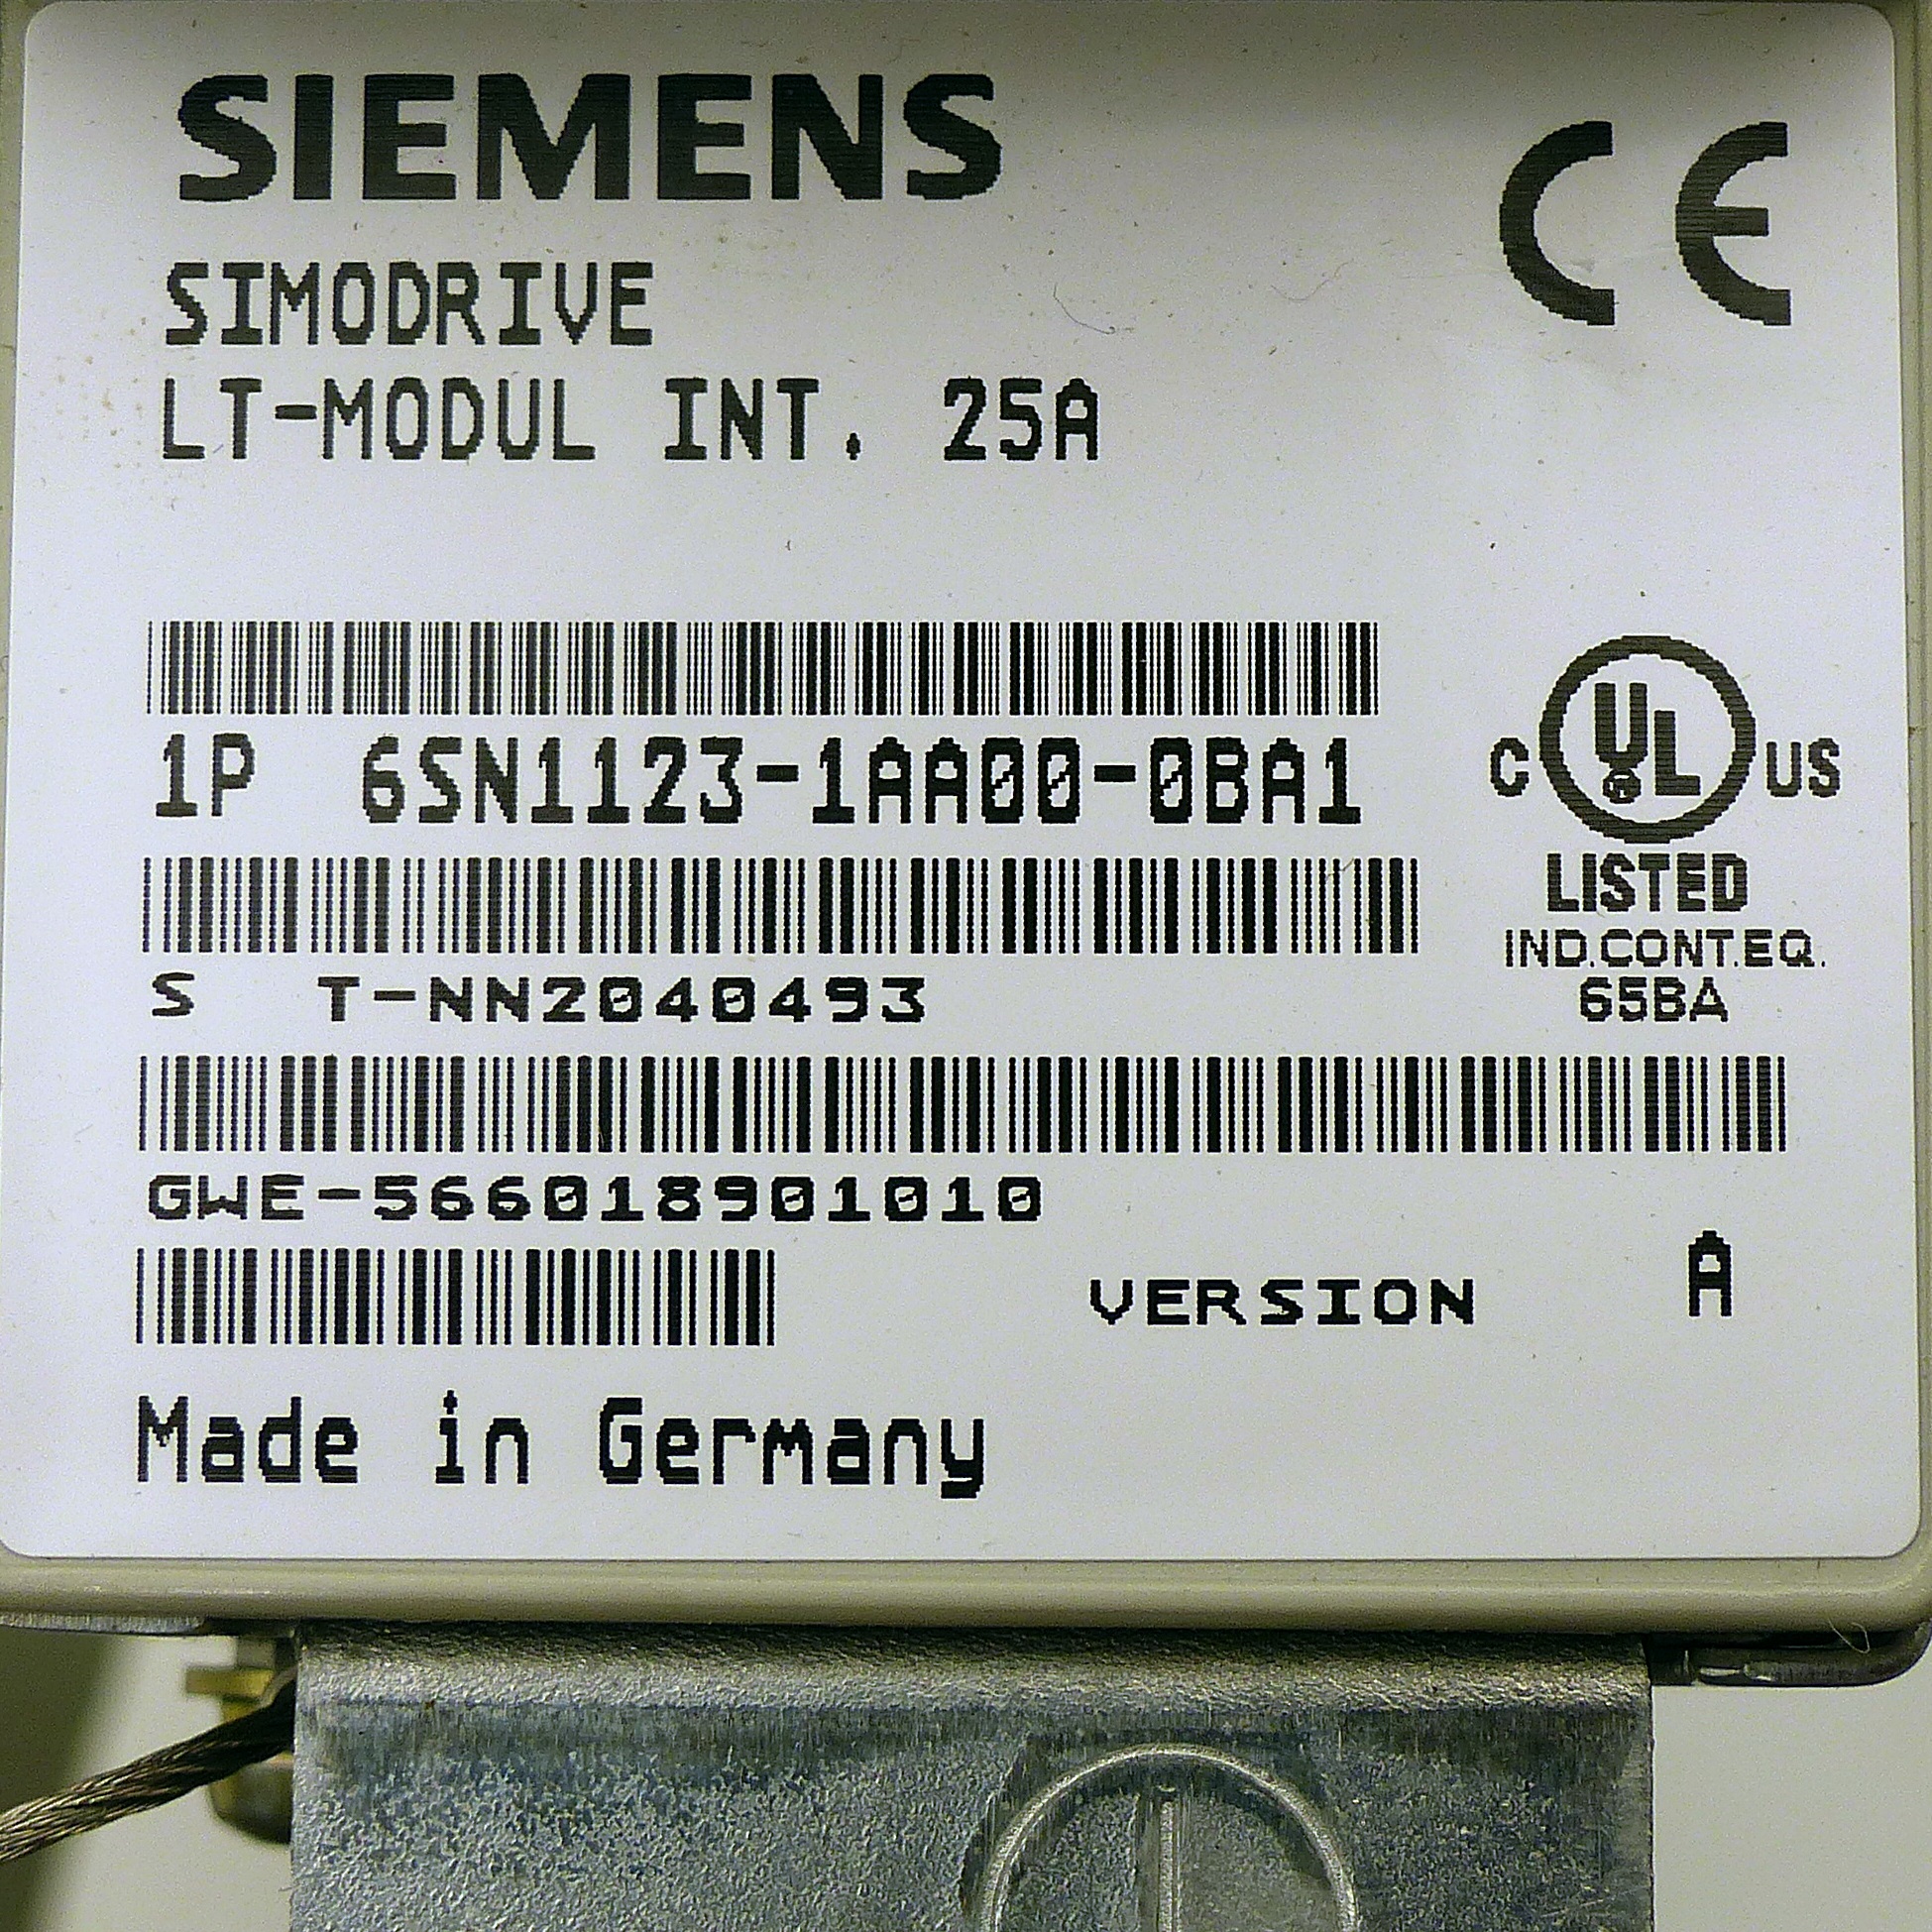 SIEMENS
CE
SIMODRIVE
LT-MODUL INT. 25A
1P 6SN1123-1AA00-0BA1
C UL US
LISTED
IND.CONT.EQ.
65BA
S T-NN2040493
GWE-566018901010
VERSION A
Made in Germany